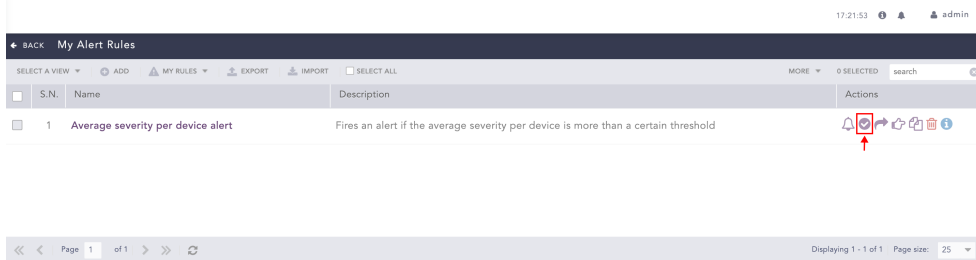 17:21:53 admin
BACK My Alert Rules
SELECT A VIEW ADD MY RULES EXPORT IMPORT SELECT ALL MORE 0 SELECTED search
S.N. Name Description Actions
1 Average severity per device alert Fires an alert if the average severity per device is more than a certain threshold
Page 1 of 1 Displaying 1 - 1 of 1 Page size: 25